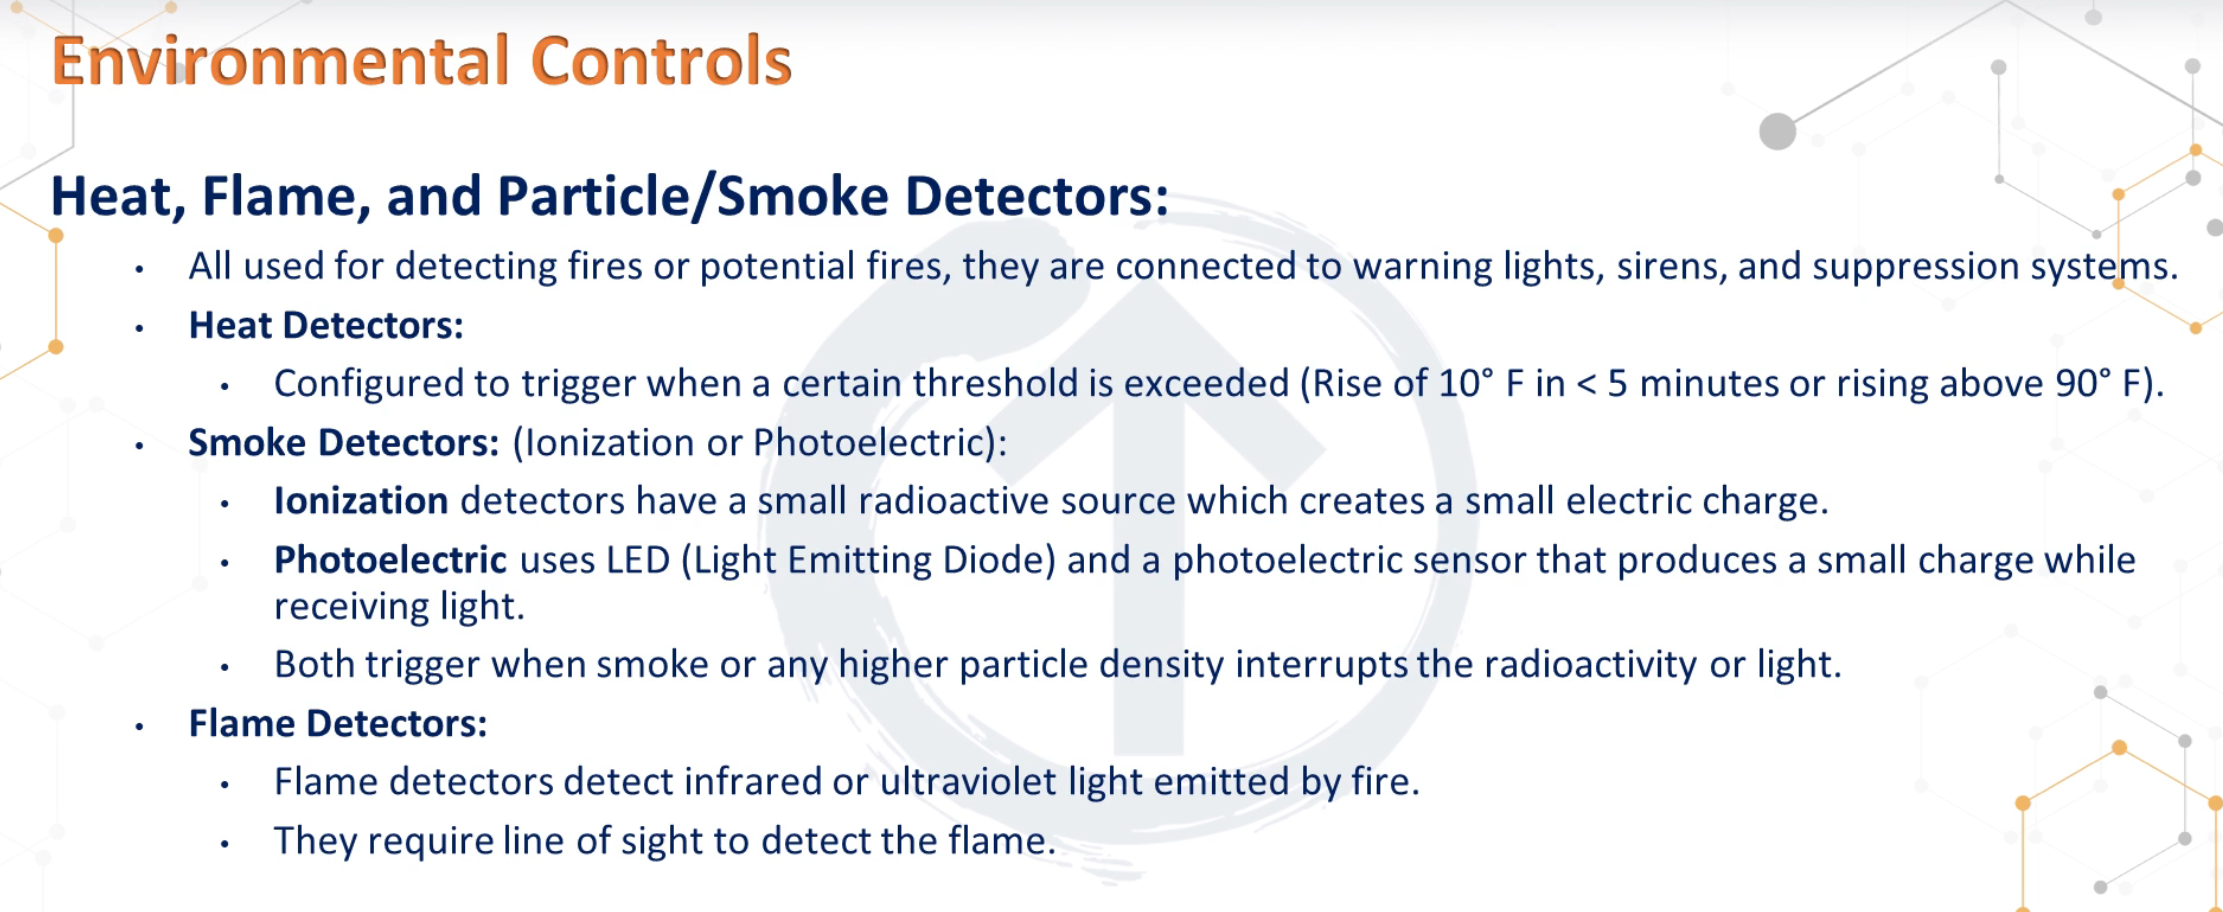 Environmental Controls
Heat, Flame, and Particle/Smoke Detectors:
• All used for detecting fires or potential fires, they are connected to warning lights, sirens, and suppression systems.
• Heat Detectors:
• Configured to trigger when a certain threshold is exceeded (Rise of 10° F in < 5 minutes or rising above 90° F).
• Smoke Detectors: (Ionization or Photoelectric):
• Ionization detectors have a small radioactive source which creates a small electric charge.
• Photoelectric uses LED (Light Emitting Diode) and a photoelectric sensor that produces a small charge while
receiving light.
• Both trigger when smoke or any higher particle density interrupts the radioactivity or light.
• Flame Detectors:
• Flame detectors detect infrared or ultraviolet light emitted by fire.
• They require line of sight to detect the flame.